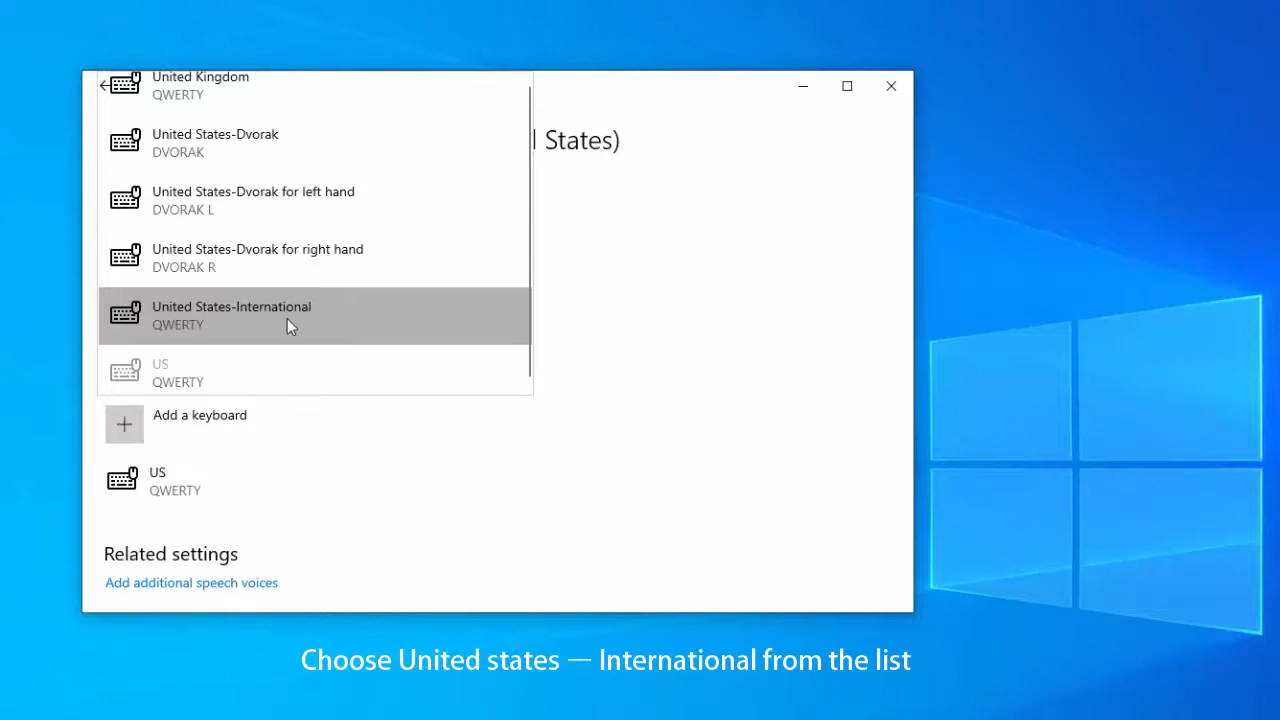 United Kingdom
QWERTY
l States)
United States-Dvorak
DVORAK
United States-Dvorak for left hand
DVORAK L
United States-Dvorak for right hand
DVORAK R
United States-International
QWERTY
US
QWERTY
Add a keyboard
US
QWERTY
Related settings
Add additional speech voices
Choose United states — International from the list